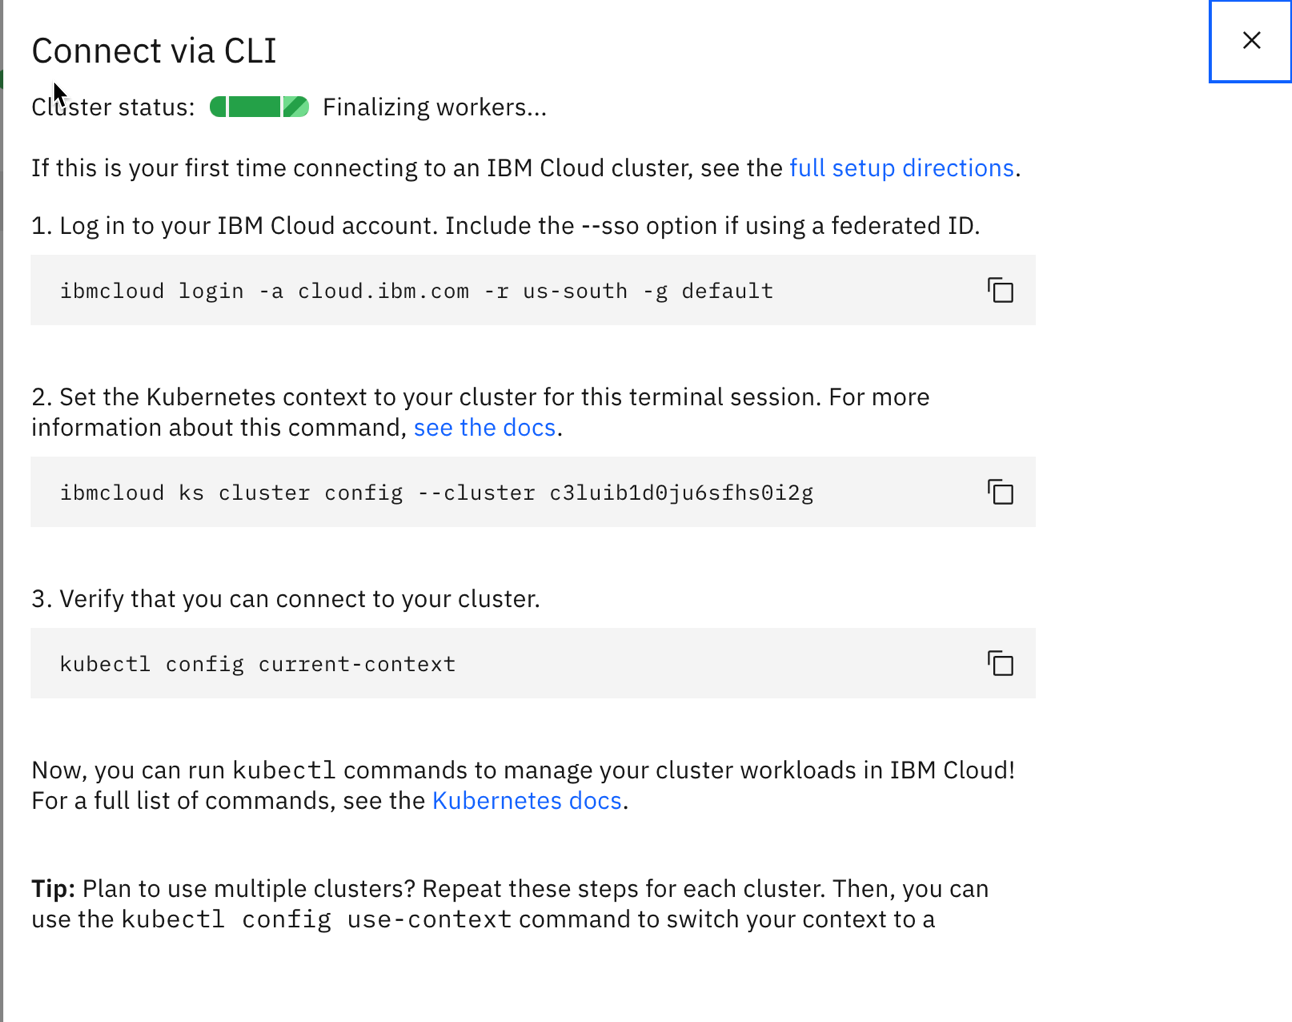 Connect via CLI
Cluster status: Finalizing workers...
If this is your first time connecting to an IBM Cloud cluster, see the full setup directions.
1. Log in to your IBM Cloud account. Include the --sso option if using a federated ID.
ibmcloud login -a cloud.ibm.com -r us-south -g default
2. Set the Kubernetes context to your cluster for this terminal session. For more
information about this command, see the docs.
ibmcloud ks cluster config --cluster c3luib1d0ju6sfhs0i2g
3. Verify that you can connect to your cluster.
kubectl config current-context
Now, you can run kubectl commands to manage your cluster workloads in IBM Cloud!
For a full list of commands, see the Kubernetes docs.
Tip: Plan to use multiple clusters? Repeat these steps for each cluster. Then, you can
use the kubectl config use-context command to switch your context to a